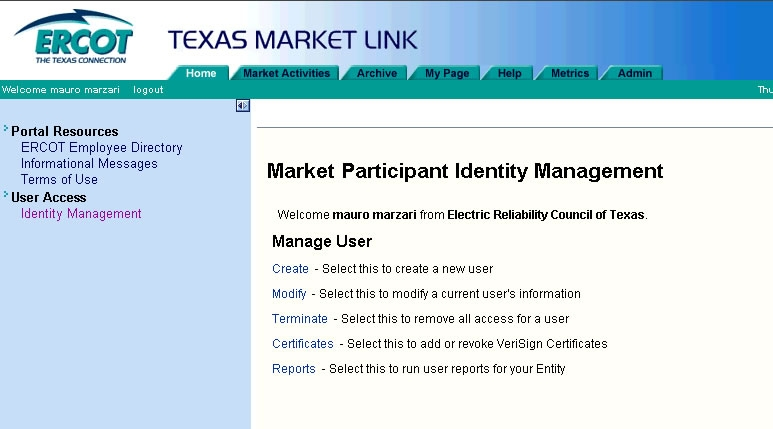 ERCOT
THE TEXAS CONNECTION
TEXAS MARKET LINK
Home Market Activities Archive My Page Help Metrics Admin
Welcome mauro marzari logout Thu
Portal Resources
ERCOT Employee Directory
Informational Messages
Terms of Use
User Access
Identity Management
Market Participant Identity Management
Welcome mauro marzari from Electric Reliability Council of Texas.
Manage User
Create - Select this to create a new user
Modify - Select this to modify a current user's information
Terminate - Select this to remove all access for a user
Certificates - Select this to add or revoke VeriSign Certificates
Reports - Select this to run user reports for your Entity